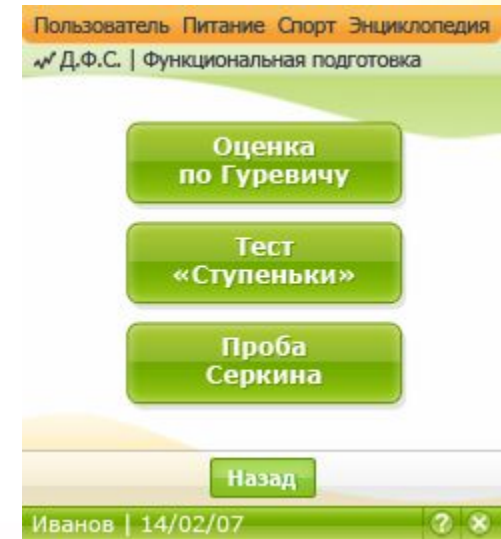 Пользователь Питание Спорт Энциклопедия
Д.Ф.С. | Функциональная подготовка
Оценка
по Гуревичу
Тест
«Ступеньки»
Проба
Серкина
Назад
Иванов | 14/02/07 ?